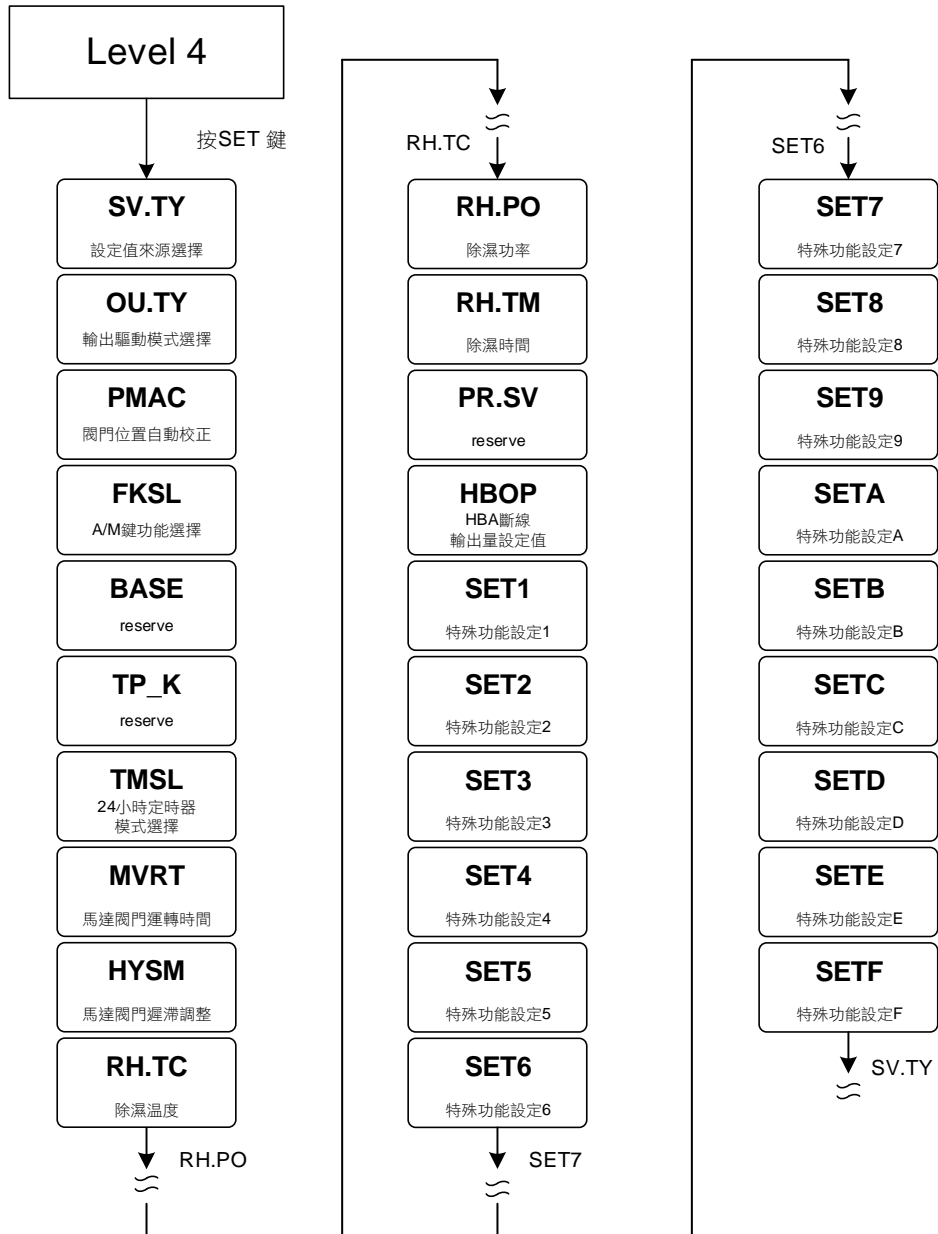 Level 4
按SET 鍵
SV.TY
設定值來源選擇
OU.TY
輸出驅動模式選擇
PMAC
閥門位置自動校正
FKSL
A/M鍵功能選擇
BASE
reserve
TP_K
reserve
TMSL
24小時定時器
模式選擇
MVRT
馬達閥門運轉時間
HYSM
馬達閥門遲滯調整
RH.TC
除濕温度
RH.PO
RH.TC
RH.PO
除濕功率
RH.TM
除濕時間
PR.SV
reserve
HBOP
HBA斷線
輸出量設定值
SET1
特殊功能設定1
SET2
特殊功能設定2
SET3
特殊功能設定3
SET4
特殊功能設定4
SET5
特殊功能設定5
SET6
特殊功能設定6
SET7
SET6
SET7
特殊功能設定7
SET8
特殊功能設定8
SET9
特殊功能設定9
SETA
特殊功能設定A
SETB
特殊功能設定B
SETC
特殊功能設定C
SETD
特殊功能設定D
SETE
特殊功能設定E
SETF
特殊功能設定F
SV.TY